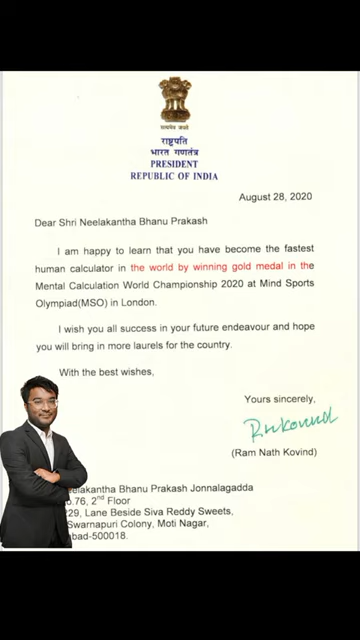 सत्यमेव जयते
राष्ट्रपति
भारत गणतंत्र
PRESIDENT
REPUBLIC OF INDIA
August 28, 2020
Dear Shri Neelakantha Bhanu Prakash
I am happy to learn that you have become the fastest
human calculator in the world by winning gold medal in the
Mental Calculation World Championship 2020 at Mind Sports
Olympiad(MSO) in London.
I wish you all success in your future endeavour and hope
you will bring in more laurels for the country.
With the best wishes,
Yours sincerely,
(Ram Nath Kovind)
eelakantha Bhanu Prakash Jonnalagadda
o.76, 2nd Floor
229, Lane Beside Siva Reddy Sweets,
Swarnapuri Colony, Moti Nagar,
bad-500018.